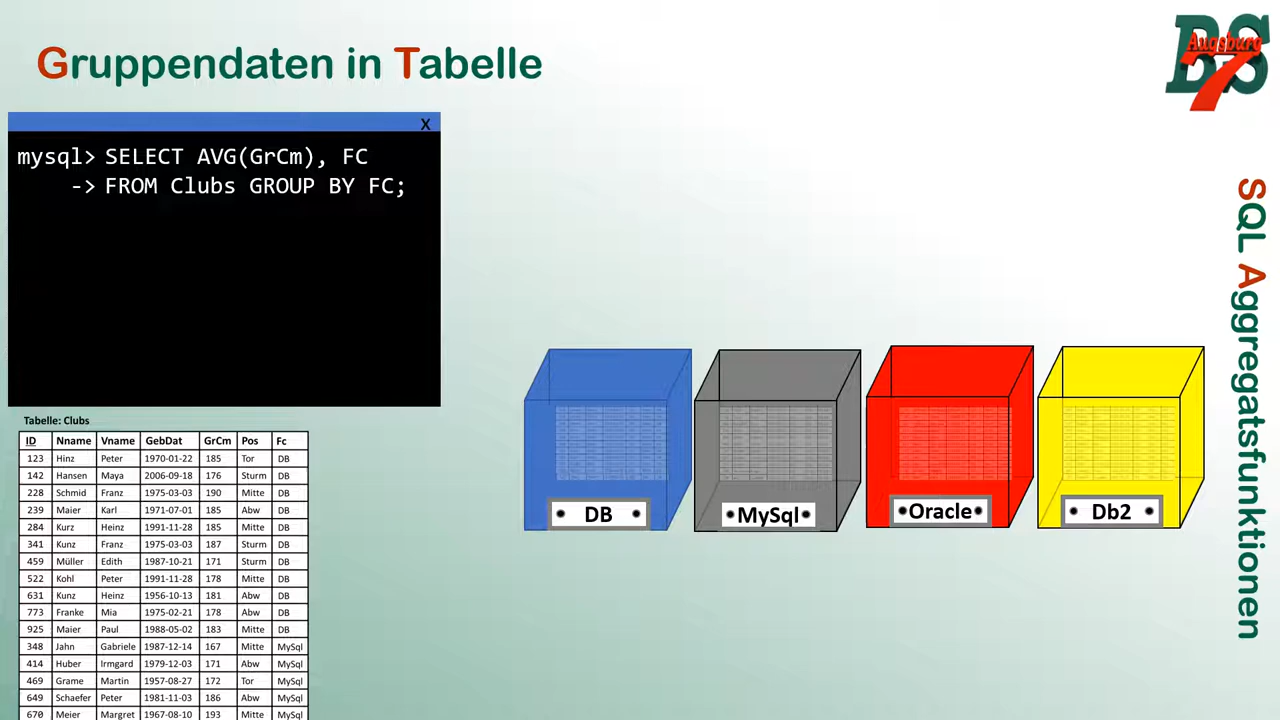 Gruppendaten in Tabelle
BS
Augsburg
7
X
mysql> SELECT AVG(GrCm), FC
-> FROM Clubs GROUP BY FC;
SQL Aggregatsfunktionen
DB
MySql
Oracle
Db2
Tabelle: Clubs
ID Nname Vname GebDat GrCm Pos Fc
123 Hinz Peter 1970-01-22 185 Tor DB
142 Hansen Maya 2006-09-18 176 Sturm DB
228 Schmid Franz 1975-03-03 190 Mitte DB
239 Maier Karl 1971-07-01 185 Abw DB
284 Kurz Heinz 1991-11-28 185 Mitte DB
341 Kunz Franz 1975-03-03 187 Sturm DB
459 Müller Edith 1987-10-21 171 Sturm DB
522 Kohl Peter 1991-11-28 178 Mitte DB
631 Kunz Heinz 1956-10-13 181 Abw DB
773 Franke Mia 1975-02-21 178 Abw DB
925 Maier Paul 1988-05-02 183 Mitte DB
348 Jahn Gabriele 1987-12-14 167 Mitte MySql
414 Huber Irmgard 1979-12-03 171 Abw MySql
469 Grame Martin 1957-08-27 172 Tor MySql
649 Schaefer Peter 1981-11-03 186 Abw MySql
670 Meier Margret 1967-08-10 193 Mitte MySql